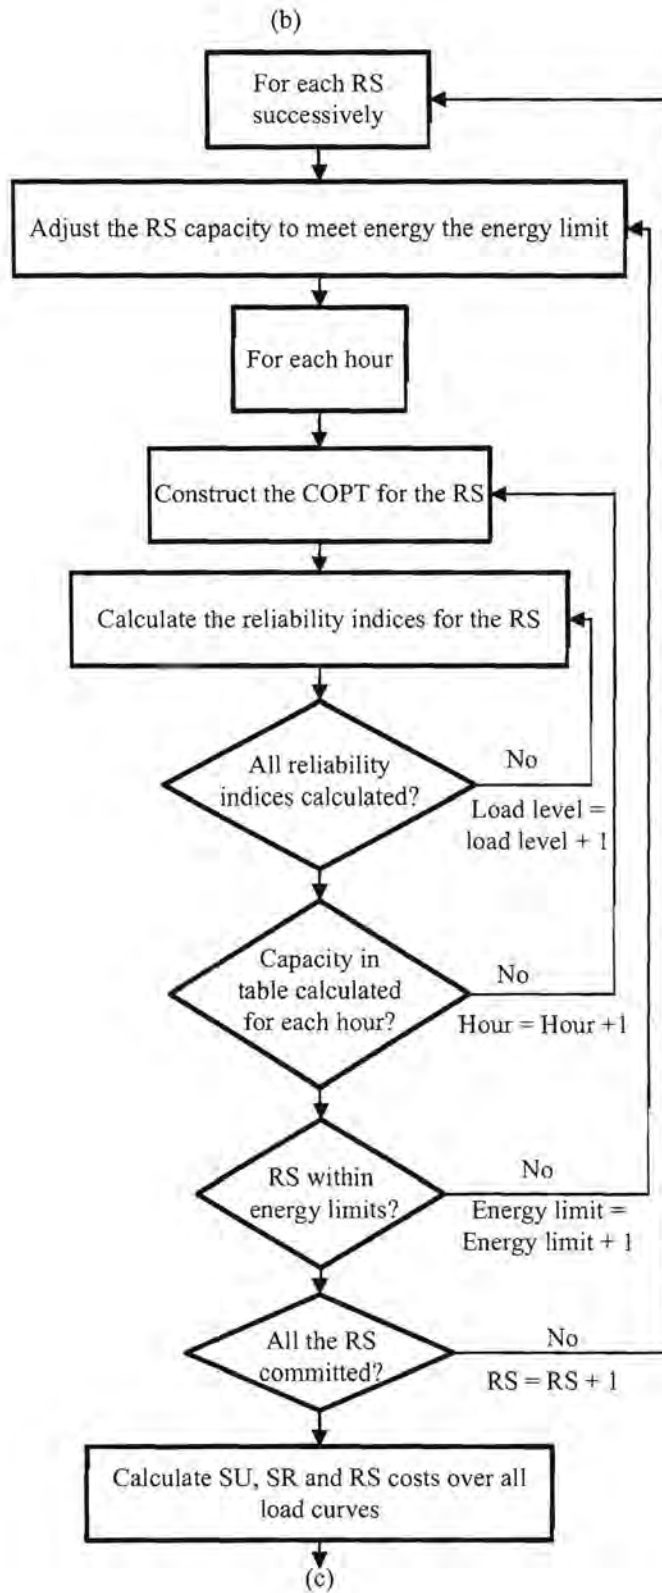 (b)
For each RS
successively
Adjust the RS capacity to meet energy the energy limit
For each hour
Construct the COPT for the RS
Calculate the reliability indices for the RS
All reliability
indices calculated?
No
Load level =
load level + 1
Capacity in
table calculated
for each hour?
No
Hour = Hour +1
RS within
energy limits?
No
Energy limit =
Energy limit + 1
All the RS
committed?
No
RS = RS + 1
Calculate SU, SR and RS costs over all
load curves
(c)